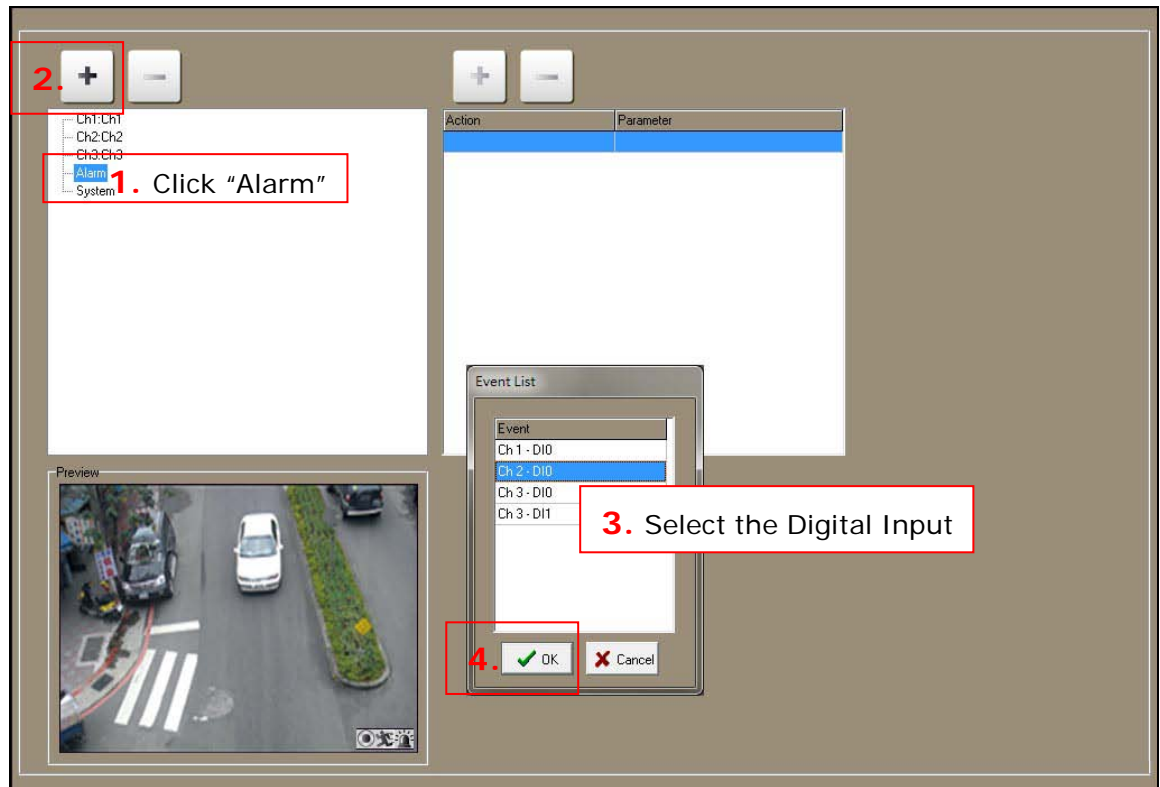 2.
+
−
+
−
Ch1:Ch1
Ch2:Ch2
Ch3:Ch3
Alarm
System
1. Click “Alarm”
Action Parameter
Event List
Event
Ch 1 - DI0
Ch 2 - DI0
Ch 3 - DI0
Ch 3 - DI1
3. Select the Digital Input
4.
OK
Cancel
Preview